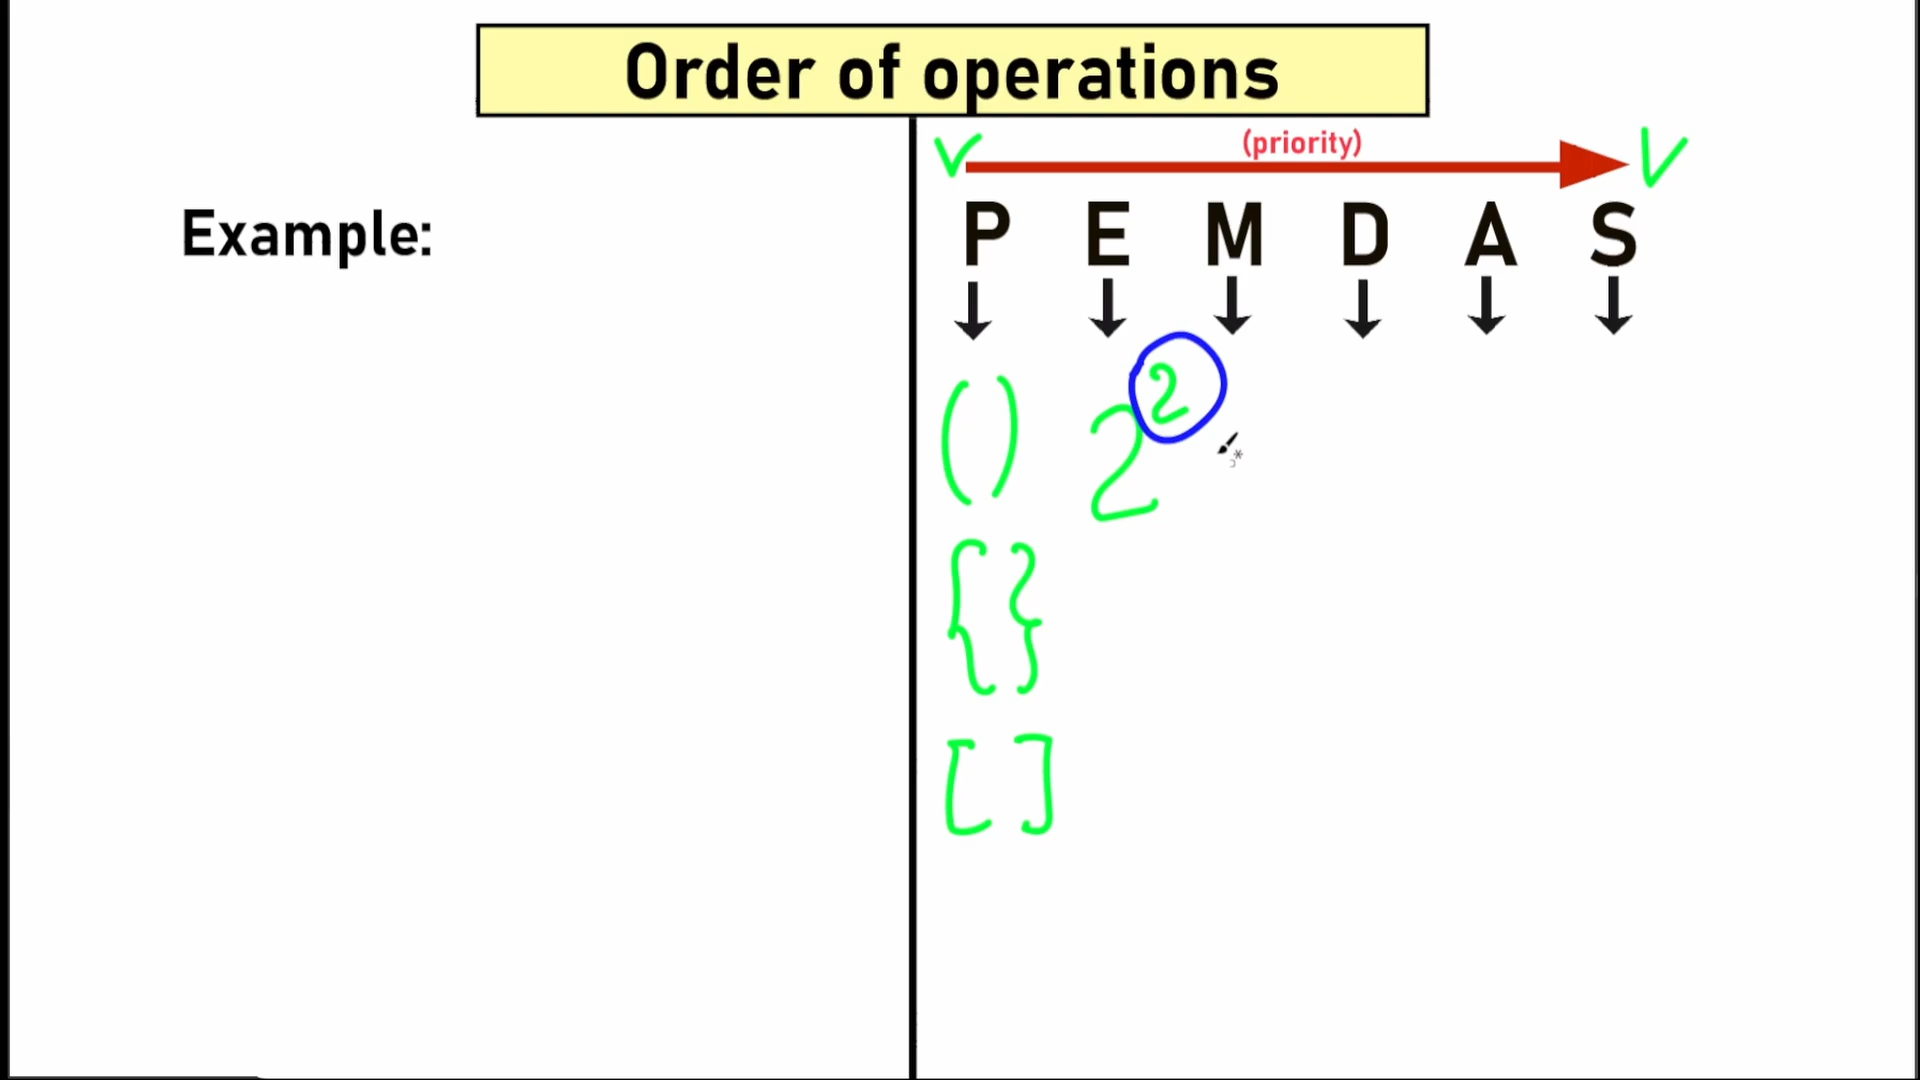 Order of operations
(priority)
P E M D A S
Example:
( ) 2²
{ }
[ ]